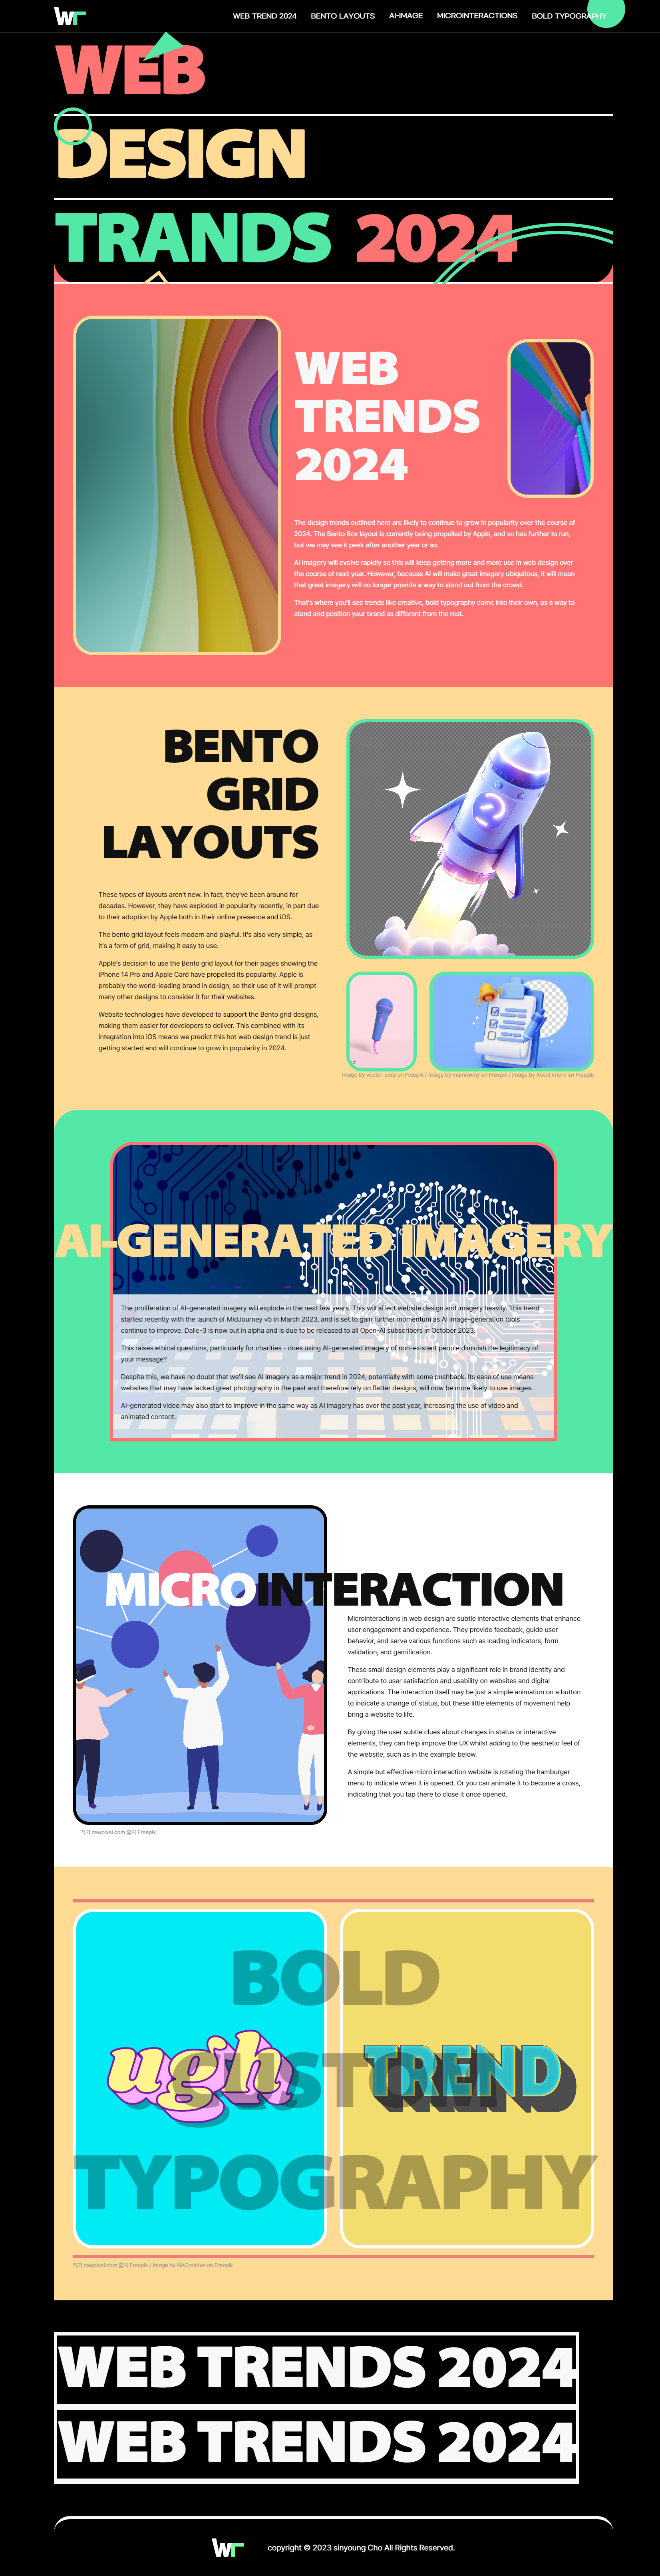 WT
WEB TREND 2024 BENTO LAYOUTS AI-IMAGE MICROINTERACTIONS BOLD TYPOGRAPHY
WEB
DESIGN
TRANDS 2024
WEB
TRENDS
2024
The design trends outlined here are likely to continue to grow in popularity over the course of
2024. The Bento Box layout is currently being propelled by Apple, and so has further to run,
but we may see it peak after another year or so.
AI imagery will evolve rapidly so this will keep getting more and more use in web design over
the course of next year. However, because AI will make great imagery ubiquitous, it will mean
that great imagery will no longer provide a way to stand out from the crowd.
That's where you'll see trends like creative, bold typography come into their own, as a way to
stand and position your brand as different from the rest.
BENTO
GRID
LAYOUTS
These types of layouts aren't new. In fact, they've been around for
decades. However, they have exploded in popularity recently, in part due
to their adoption by Apple both in their online presence and iOS.
The bento grid layout feels modern and playful. It's also very simple, as
it's a form of grid, making it easy to use.
Apple's decision to use the Bento grid layout for their pages showing
iPhone 14 Pro and Apple Card have propelled its popularity. Apple is
probably the world-leading brand in design, so their use of it will prompt
many other designs to consider it for their websites.
Website technologies have developed to support the Bento grid designs,
making them easier for developers to deliver. This combined with its
integration into iOS means we predict this hot web design trend is just
getting started and will continue to grow in popularity in 2024.
Image by vector_corp on Freepik / Image by mamewmy on Freepik / Image by Xvect intern on Freepik
AI-GENERATED IMAGERY
The proliferation of AI-generated imagery will explode in the next few years. This will affect website design and imagery heavily. This trend
started recently with the launch of MidJourney v5 in March 2023, and is set to gain further momentum as AI image-generation tools
continue to improve. Dalle-3 is now out in alpha and is due to be released to all Open-AI subscribers in October 2023.
This raises ethical questions, particularly for charities - does using AI-generated imagery of non-existent people diminish the legitimacy of
your message?
Despite this, we have no doubt that we'll see AI imagery as a major trend in 2024, potentially with some pushback. Its ease of use means
websites that may have lacked great photography in the past and therefore rely on flatter designs, will now be more likely to use images.
AI-generated video may also start to improve in the same way as AI imagery has over the past year, increasing the use of video and
animated content.
MICROINTERACTION
Microinteractions in web design are subtle interactive elements that enhance
user engagement and experience. They provide feedback, guide user
behavior, and serve various functions such as loading indicators, form
validation, and gamification.
These small design elements play a significant role in brand identity and
contribute to user satisfaction and usability on websites and digital
applications. The interaction itself may be just a simple animation on a button
to indicate a change of status, but these little elements of movement help
bring a website to life.
By giving the user subtle clues about changes in status or interactive
elements, they can help improve the UX whilst adding to the aesthetic feel of
the website, such as in the example below.
A simple but effective micro interaction website is rotating the hamburger
menu to indicate when it is opened. Or you can animate it to become a cross,
indicating that you tap there to close it once opened.
작가 rawpixel.com 출처 Freepik
BOLD
CUSTOM
TYPOGRAPHY
ugh
TREND
작가 rawpixel.com 출처 Freepik / Image by NACreative on Freepik
WEB TRENDS 2024
WEB TRENDS 2024
WT
copyright © 2023 sinyoung Cho All Rights Reserved.